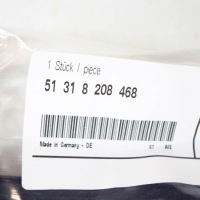 1 Stück / piece
51 31 8 208 468
Made in Germany - DE